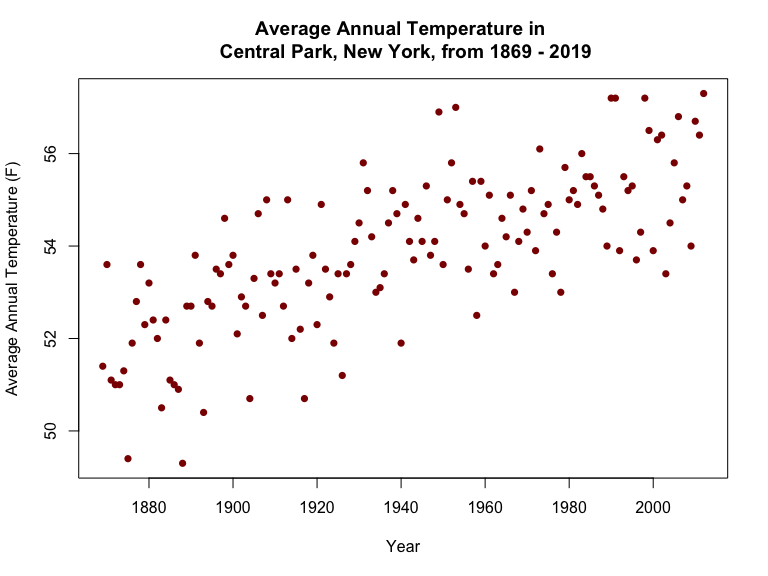 Average Annual Temperature in
Central Park, New York, from 1869 - 2019
Average Annual Temperature (F)
56
54
52
50
1880 1900 1920 1940 1960 1980 2000
Year